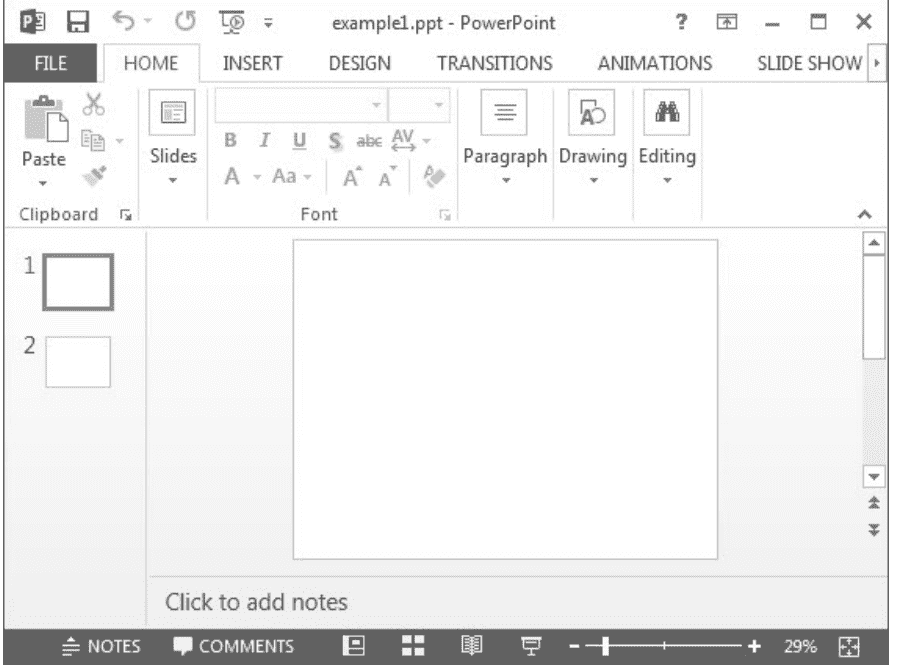 example1.ppt - PowerPoint
FILE HOME INSERT DESIGN TRANSITIONS ANIMATIONS SLIDE SHOW
Paste
Slides
B I U S abc AV
A Aa A A
Paragraph Drawing Editing
Clipboard Font
1
2
Click to add notes
NOTES COMMENTS 29%